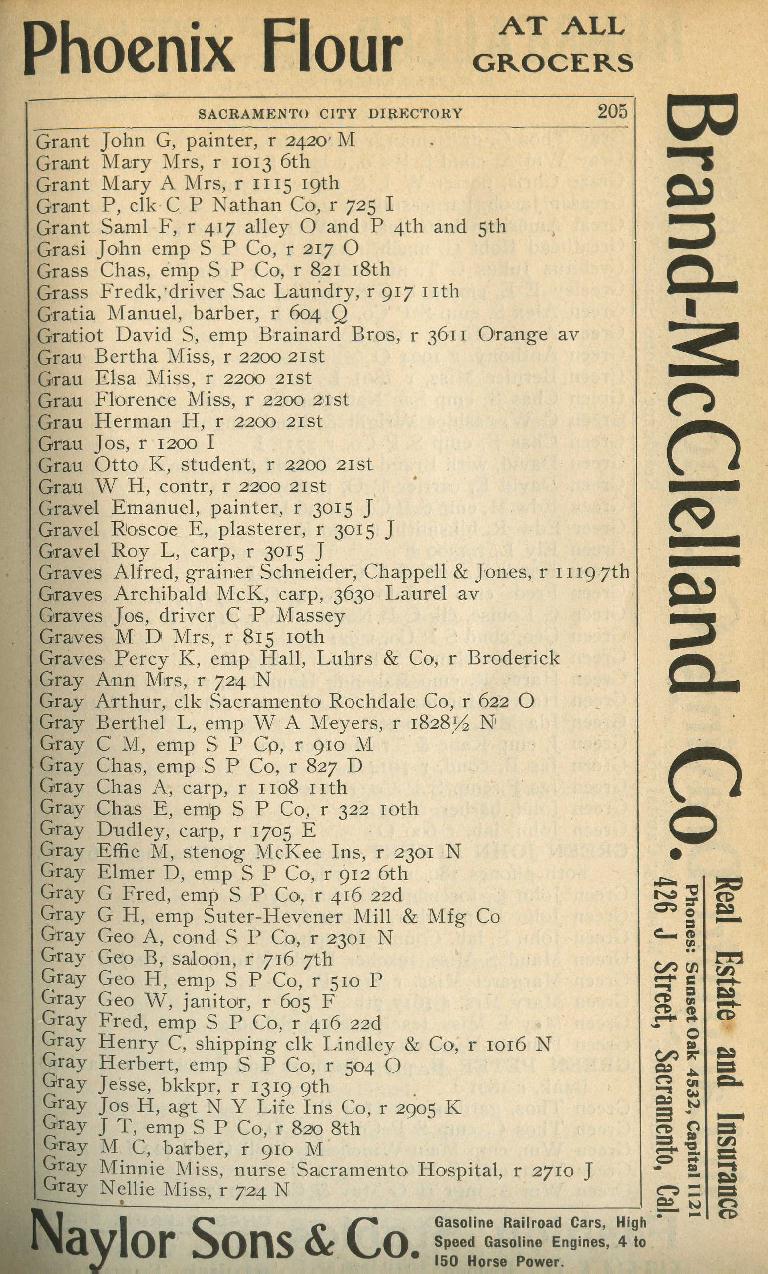 Phoenix Flour
AT ALL
GROCERS
SACRAMENTO CITY DIRECTORY 205
Grant John G, painter, r 2420 M
Grant Mary Mrs, r 1013 6th
Grant Mary A Mrs, r 1115 19th
Grant P, clk C P Nathan Co, r 725 I
Grant Saml F, r 417 alley O and P 4th and 5th
Grasi John emp S P Co, r 217 O
Grass Chas, emp S P Co, r 821 18th
Grass Fredk, driver Sac Laundry, r 917 11th
Gratia Manuel, barber, r 604 Q
Gratiot David S, emp Brainard Bros, r 3611 Orange av
Grau Bertha Miss, r 2200 21st
Grau Elsa Miss, r 2200 21st
Grau Florence Miss, r 2200 21st
Grau Herman H, r 2200 21st
Grau Jos, r 1200 I
Grau Otto K, student, r 2200 21st
Grau W H, contr, r 2200 21st
Gravel Emanuel, painter, r 3015 J
Gravel Roscoe E, plasterer, r 3015 J
Gravel Roy L, carp, r 3015 J
Graves Alfred, grainer Schneider, Chappell & Jones, r 1119 7th
Graves Archibald McK, carp, 3630 Laurel av
Graves Jos, driver C P Massey
Graves M D Mrs, r 815 10th
Graves Percy K, emp Hall, Luhrs & Co, r Broderick
Gray Ann Mrs, r 724 N
Gray Arthur, clk Sacramento Rochdale Co, r 622 O
Gray Berthel L, emp W A Meyers, r 1828½ N
Gray C M, emp S P Co, r 910 M
Gray Chas, emp S P Co, r 827 D
Gray Chas A, carp, r 1108 11th
Gray Chas E, emp S P Co, r 322 10th
Gray Dudley, carp, r 1705 E
Gray Effie M, stenog McKee Ins, r 2301 N
Gray Elmer D, emp S P Co, r 912 6th
Gray G Fred, emp S P Co, r 416 22d
Gray G H, emp Suter-Hevener Mill & Mfg Co
Gray Geo A, cond S P Co, r 2301 N
Gray Geo B, saloon, r 716 7th
Gray Geo H, emp S P Co, r 510 P
Gray Geo W, janitor, r 605 F
Gray Fred, emp S P Co, r 416 22d
Gray Henry C, shipping clk Lindley & Co, r 1016 N
Gray Herbert, emp S P Co, r 504 O
Gray Jesse, bkkpr, r 1319 9th
Gray Jos H, agt N Y Life Ins Co, r 2905 K
Gray J T, emp S P Co, r 820 8th
Gray M C, barber, r 910 M
Gray Minnie Miss, nurse Sacramento Hospital, r 2710 J
Gray Nellie Miss, r 724 N
Brand-McClelland Co.
Real Estate and Insurance
Phones: Sunset Oak 4532, Capital 1121
426 J Street, Sacramento, Cal.
Naylor Sons & Co.
Gasoline Railroad Cars, High
Speed Gasoline Engines, 4 to
150 Horse Power.